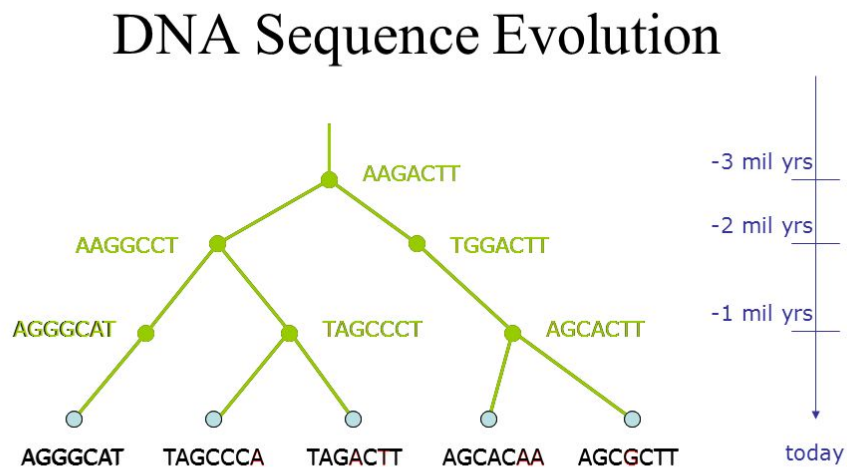 DNA Sequence Evolution
-3 mil yrs
AAGACTT
-2 mil yrs
AAGGCCT
TGGACTT
-1 mil yrs
AGGGCAT
TAGCCCT
AGCACTT
AGGGCAT
TAGCCCA
TAGACTT
AGCACAA
AGCGCTT
today